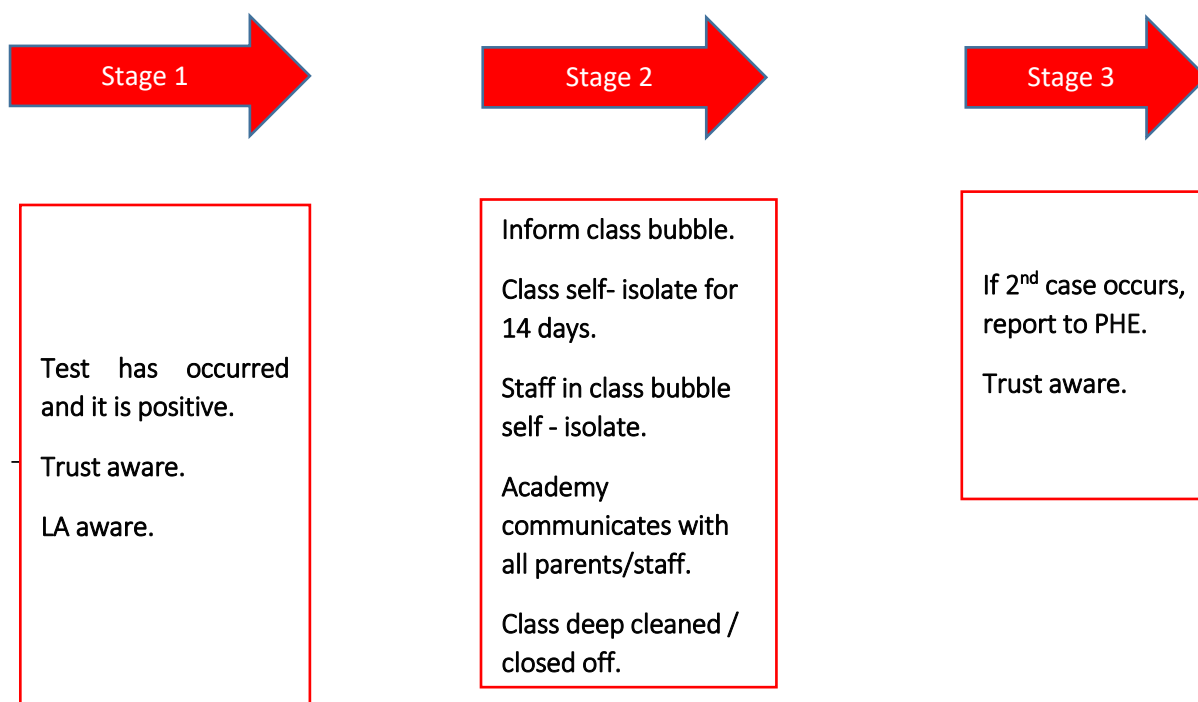 Stage 1
Test has occurred
and it is positive.
Trust aware.
LA aware.
Stage 2
Inform class bubble.
Class self- isolate for
14 days.
Staff in class bubble
self - isolate.
Academy
communicates with
all parents/staff.
Class deep cleaned /
closed off.
Stage 3
If 2nd case occurs,
report to PHE.
Trust aware.